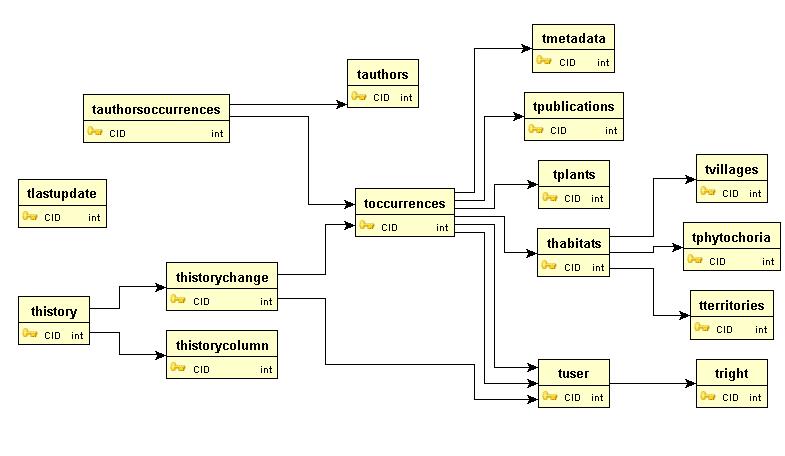 tmetadata
CID int
tauthors
CID int
tauthorsoccurrences
CID int
tpublications
CID int
tplants
CID int
tvillages
CID int
tlastupdate
CID int
toccurrences
CID int
thabitats
CID int
tphytochoria
CID int
thistorychange
CID int
thistory
CID int
tterritories
CID int
thistorycolumn
CID int
tuser
CID int
tright
CID int